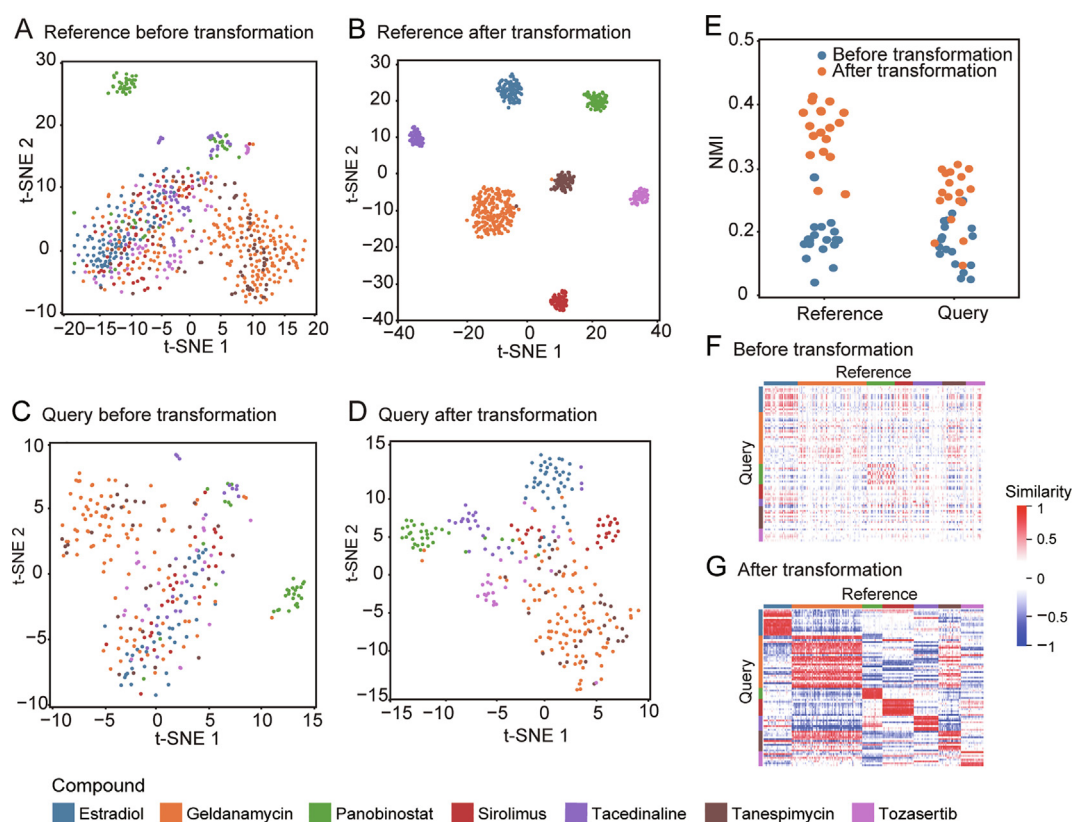 A Reference before transformation
30
20
10
0
−10
t-SNE 2
−20 −15 −10 −5 0 5 10 15 20
t-SNE 1
B Reference after transformation
40
30
20
10
0
−10
−20
−30
−40
t-SNE 2
−40 −20 0 20 40
t-SNE 1
E
0.5
0.4
0.3
0.2
0
NMI
Before transformation
After transformation
Reference Query
C Query before transformation
10
5
0
−5
−10
t-SNE 2
−10 −5 0 5 10 15
t-SNE 1
D Query after transformation
15
10
5
0
−5
−10
−15
t-SNE 2
−15 −10 −5 0 5 10
t-SNE 1
F Before transformation
Reference
Query
G After transformation
Reference
Query
Similarity
1
0.5
0
−0.5
−1
Compound
Estradiol Geldanamycin Panobinostat Sirolimus Tacedinaline Tanespimycin Tozasertib